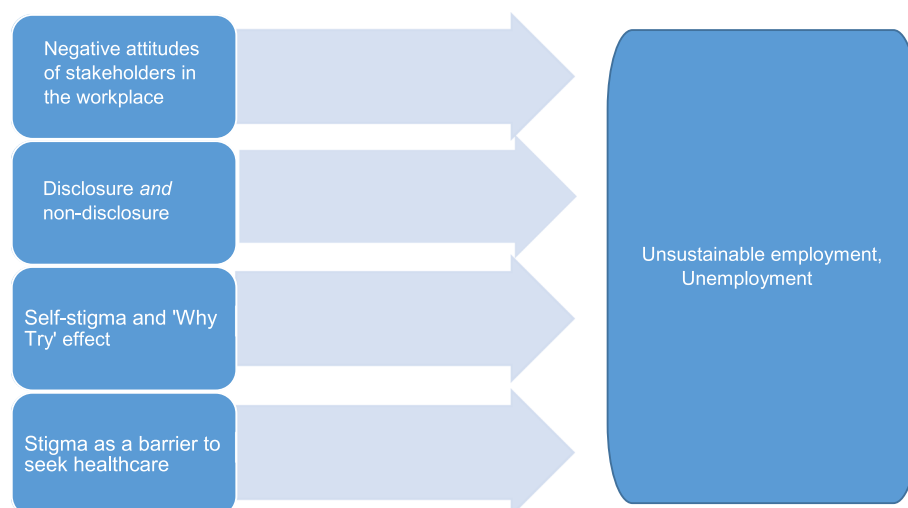 Negative attitudes
of stakeholders in
the workplace
Disclosure and
non-disclosure
Self-stigma and 'Why
Try' effect
Stigma as a barrier to
seek healthcare
Unsustainable employment,
Unemployment